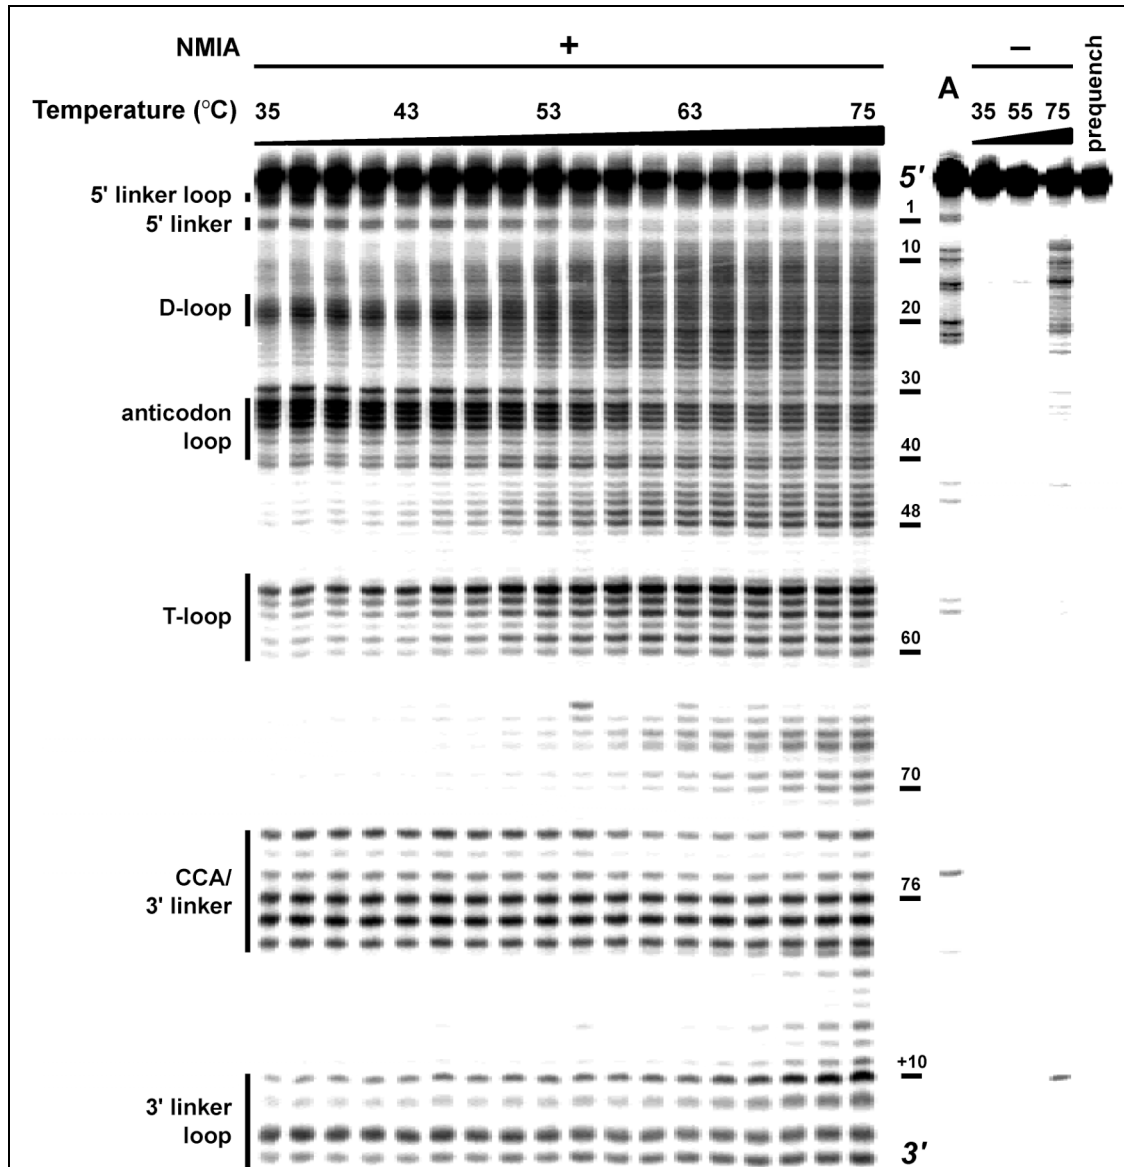 NMIA + −
Temperature (°C) 35 43 53 63 75 A 35 55 75 prequench
5' linker loop
5' linker
D-loop
anticodon
loop
T-loop
CCA/
3' linker
3' linker
loop
5'
1
10
20
30
40
48
60
70
76
+10
3'